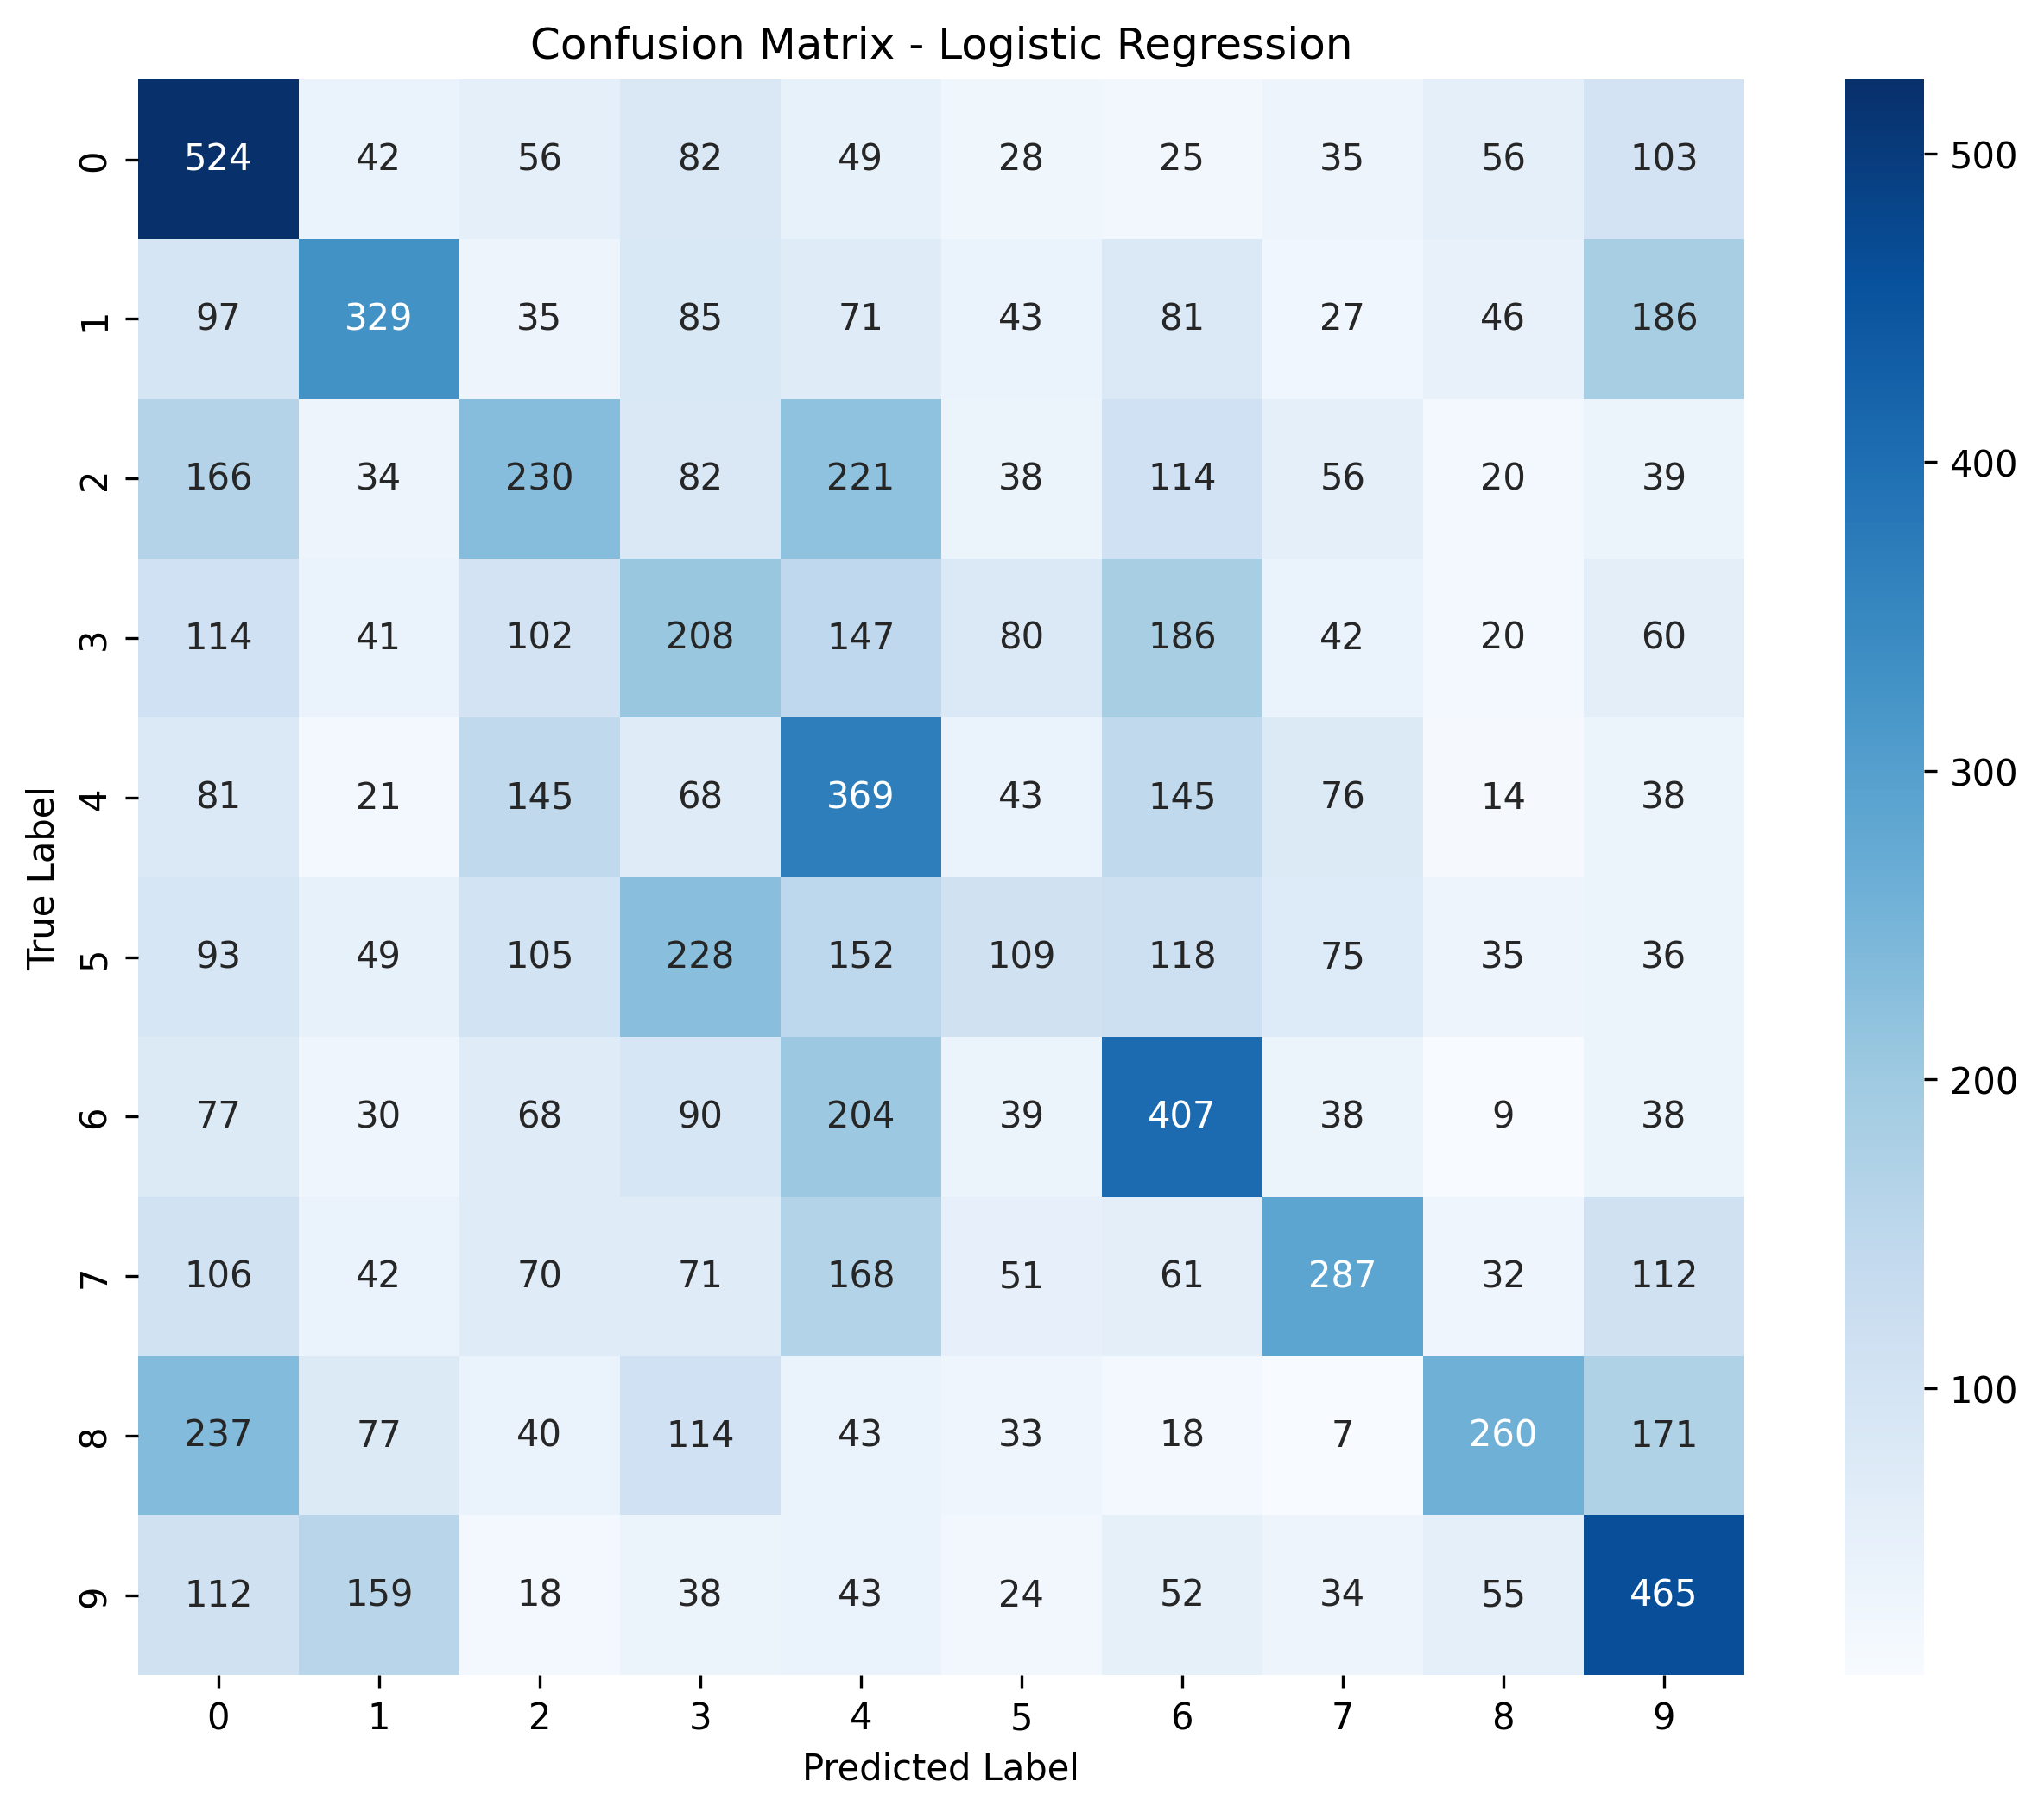 Confusion Matrix - Logistic Regression
0 524 42 56 82 49 28 25 35 56 103
1 97 329 35 85 71 43 81 27 46 186
2 166 34 230 82 221 38 114 56 20 39
3 114 41 102 208 147 80 186 42 20 60
4 81 21 145 68 369 43 145 76 14 38
5 93 49 105 228 152 109 118 75 35 36
6 77 30 68 90 204 39 407 38 9 38
7 106 42 70 71 168 51 61 287 32 112
8 237 77 40 114 43 33 18 7 260 171
9 112 159 18 38 43 24 52 34 55 465
0 1 2 3 4 5 6 7 8 9
Predicted Label
True Label
500
400
300
200
100